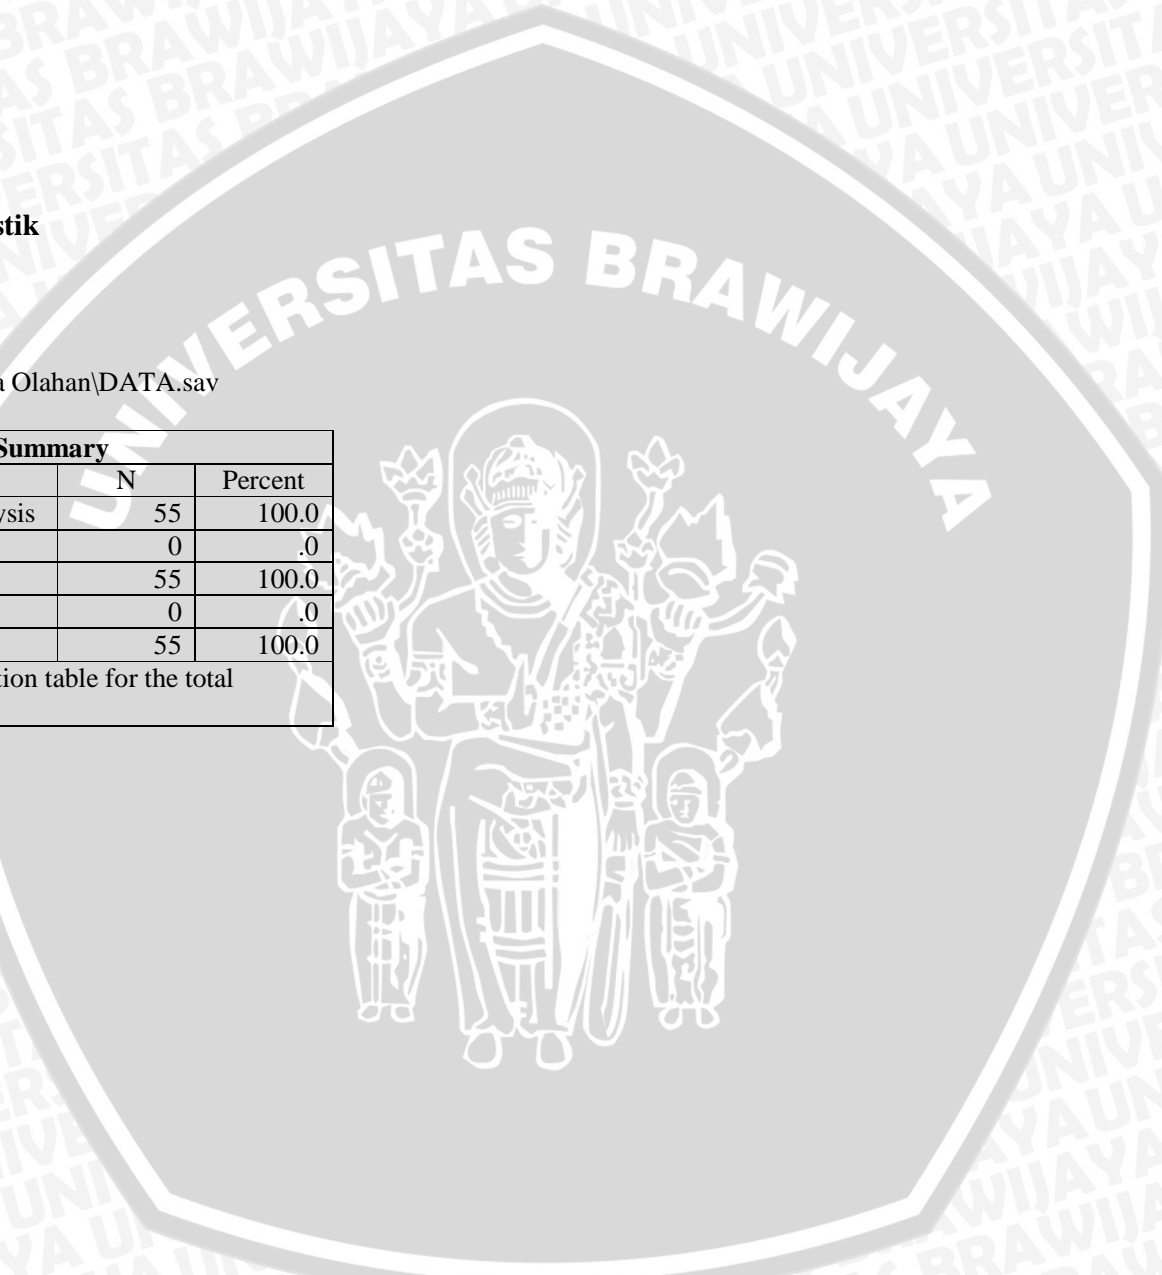 stik
UNIVERSITAS BRAWIJAYA
a Olahan\DATA.sav
Summary
N Percent
ysis 55 100.0
0 .0
55 100.0
0 .0
55 100.0
tion table for the total